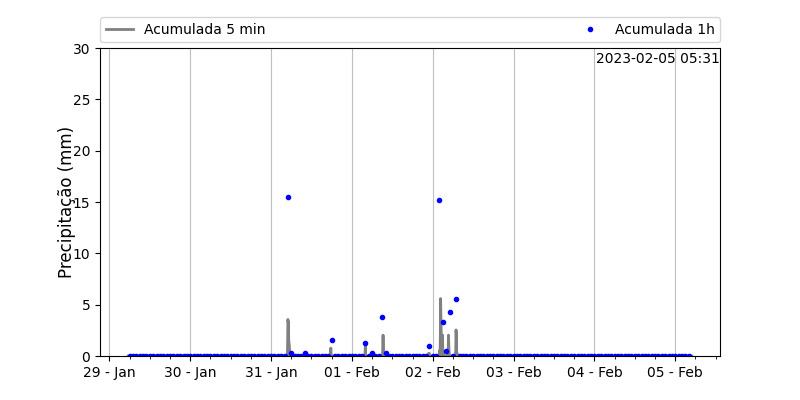 Acumulada 5 min
Acumulada 1h
2023-02-05 05:31
Precipitação (mm)
30
25
20
15
10
5
0
29 - Jan
30 - Jan
31 - Jan
01 - Feb
02 - Feb
03 - Feb
04 - Feb
05 - Feb